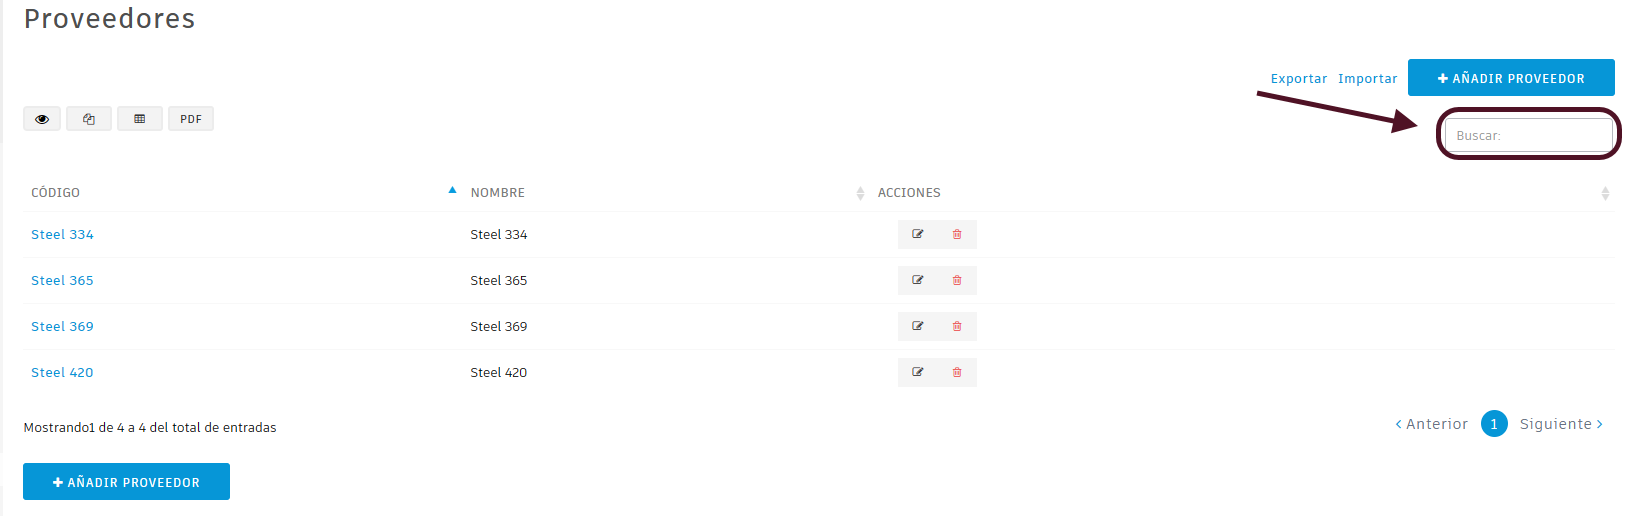 Proveedores
Exportar Importar AÑADIR PROVEEDOR
PDF
Buscar:
CÓDIGO NOMBRE ACCIONES
Steel 334 Steel 334
Steel 365 Steel 365
Steel 369 Steel 369
Steel 420 Steel 420
Mostrando1 de 4 a 4 del total de entradas
Anterior 1 Siguiente
AÑADIR PROVEEDOR